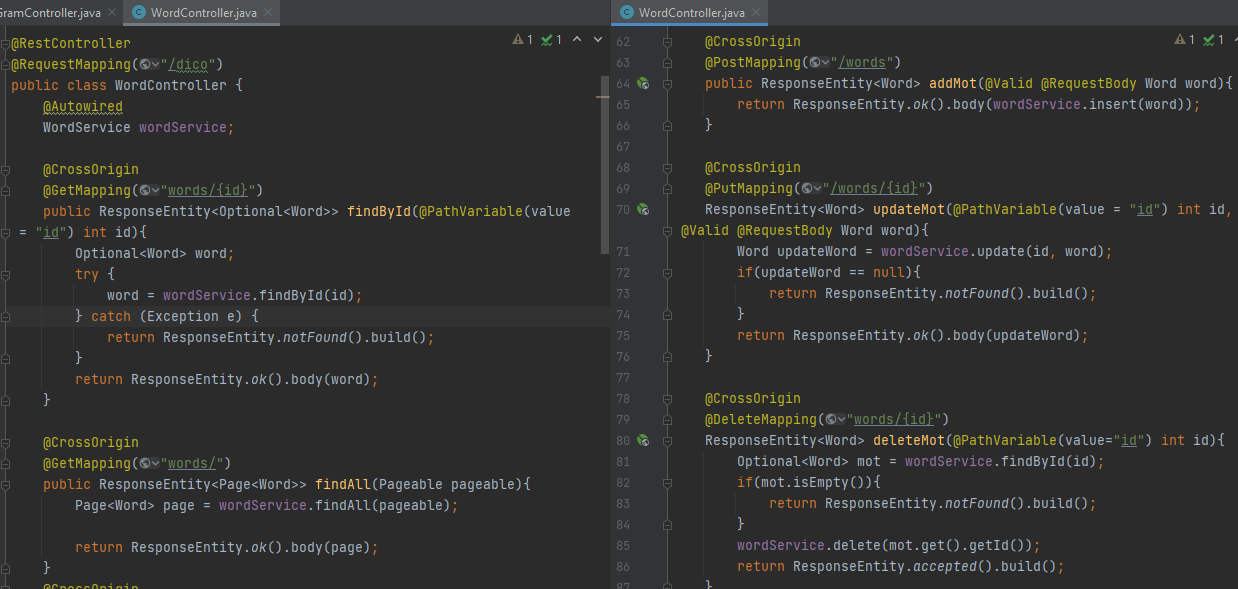 GramController.java
WordController.java
1 1
@RestController
@RequestMapping("/dico")
public class WordController {
@Autowired
WordService wordService;
@CrossOrigin
@GetMapping("words/{id}")
public ResponseEntity<Optional<Word>> findById(@PathVariable(value
= "id") int id){
Optional<Word> word;
try {
word = wordService.findById(id);
} catch (Exception e) {
return ResponseEntity.notFound().build();
}
return ResponseEntity.ok().body(word);
}
@CrossOrigin
@GetMapping("words/")
public ResponseEntity<Page<Word>> findAll(Pageable pageable){
Page<Word> page = wordService.findAll(pageable);
return ResponseEntity.ok().body(page);
}
@CrossOrigin
WordController.java
1 1
62 @CrossOrigin
63 @PostMapping("/words")
64 public ResponseEntity<Word> addMot(@Valid @RequestBody Word word){
65 return ResponseEntity.ok().body(wordService.insert(word));
66 }
67
68 @CrossOrigin
69 @PutMapping("/words/{id}")
70 ResponseEntity<Word> updateMot(@PathVariable(value = "id") int id,
@Valid @RequestBody Word word){
71 Word updateWord = wordService.update(id, word);
72 if(updateWord == null){
73 return ResponseEntity.notFound().build();
74 }
75 return ResponseEntity.ok().body(updateWord);
76 }
77
78 @CrossOrigin
79 @DeleteMapping("words/{id}")
80 ResponseEntity<Word> deleteMot(@PathVariable(value="id") int id){
81 Optional<Word> mot = wordService.findById(id);
82 if(mot.isEmpty()){
83 return ResponseEntity.notFound().build();
84 }
85 wordService.delete(mot.get().getId());
86 return ResponseEntity.accepted().build();
87 }